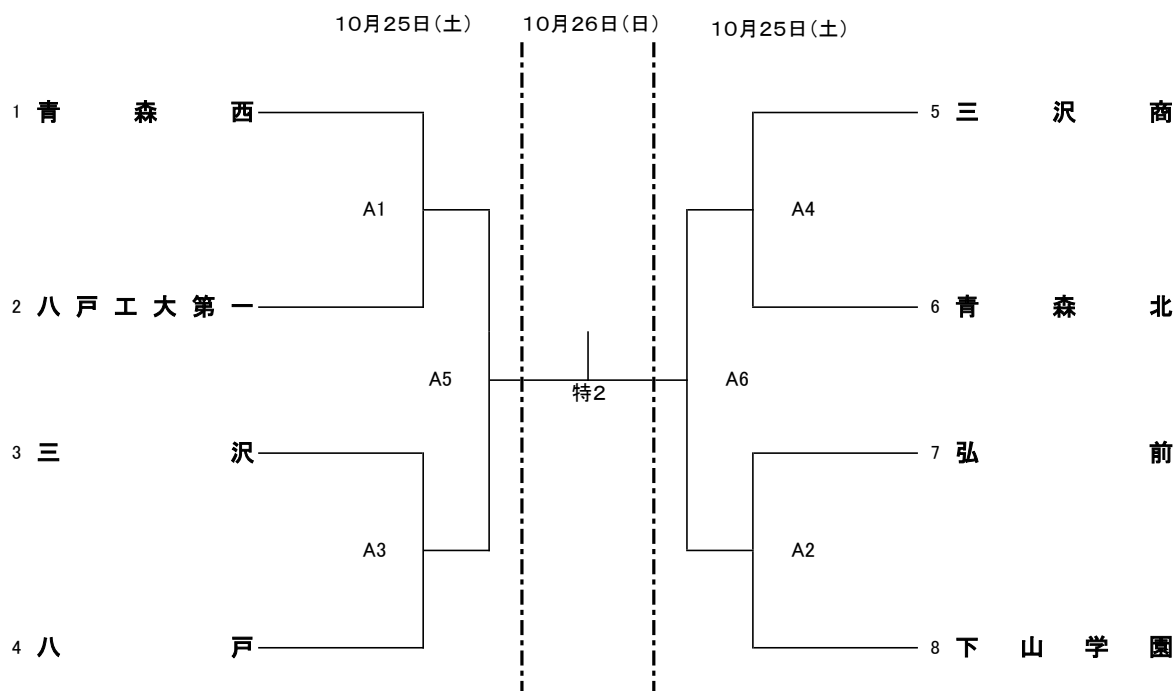 10月25日(土) 10月26日(日) 10月25日(土)
1 青森西
5 三沢商
A1
A4
2 八戸工大第一
6 青森北
A5
特2
A6
3 三沢
7 弘前
A3
A2
4 八戸
8 下山学園